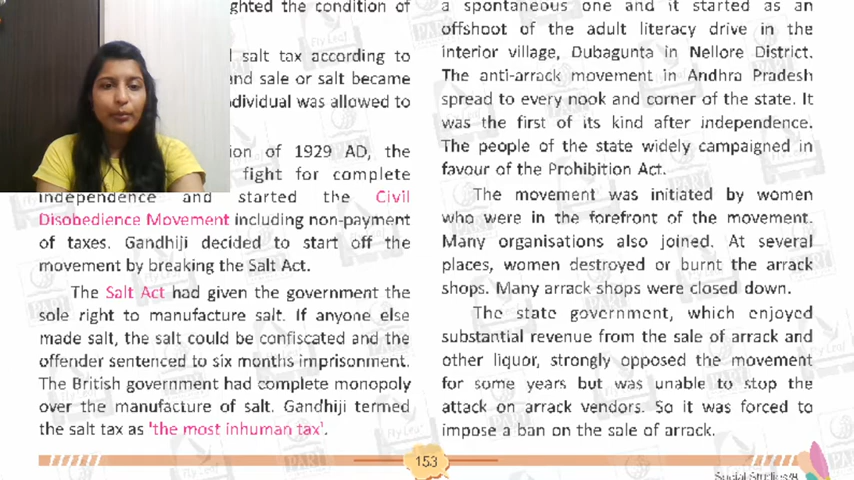 ghted the condition of
salt tax according to
and sale or salt became
dividual was allowed to
ion of 1929 AD, the
fight for complete
independence and started the Civil
Disobedience Movement including non-payment
of taxes. Gandhiji decided to start off the
movement by breaking the Salt Act.
The Salt Act had given the government the
sole right to manufacture salt. If anyone else
made salt, the salt could be confiscated and the
offender sentenced to six months imprisonment.
The British government had complete monopoly
over the manufacture of salt. Gandhiji termed
the salt tax as 'the most inhuman tax'.
a spontaneous one and it started as an
offshoot of the adult literacy drive in the
interior village, Dubagunta in Nellore District.
The anti-arrack movement in Andhra Pradesh
spread to every nook and corner of the state. It
was the first of its kind after independence.
The people of the state widely campaigned in
favour of the Prohibition Act.
The movement was initiated by women
who were in the forefront of the movement.
Many organisations also joined. At several
places, women destroyed or burnt the arrack
shops. Many arrack shops were closed down.
The state government, which enjoyed
substantial revenue from the sale of arrack and
other liquor, strongly opposed the movement
for some years but was unable to stop the
attack on arrack vendors. So it was forced to
impose a ban on the sale of arrack.
153
Social Studies-8